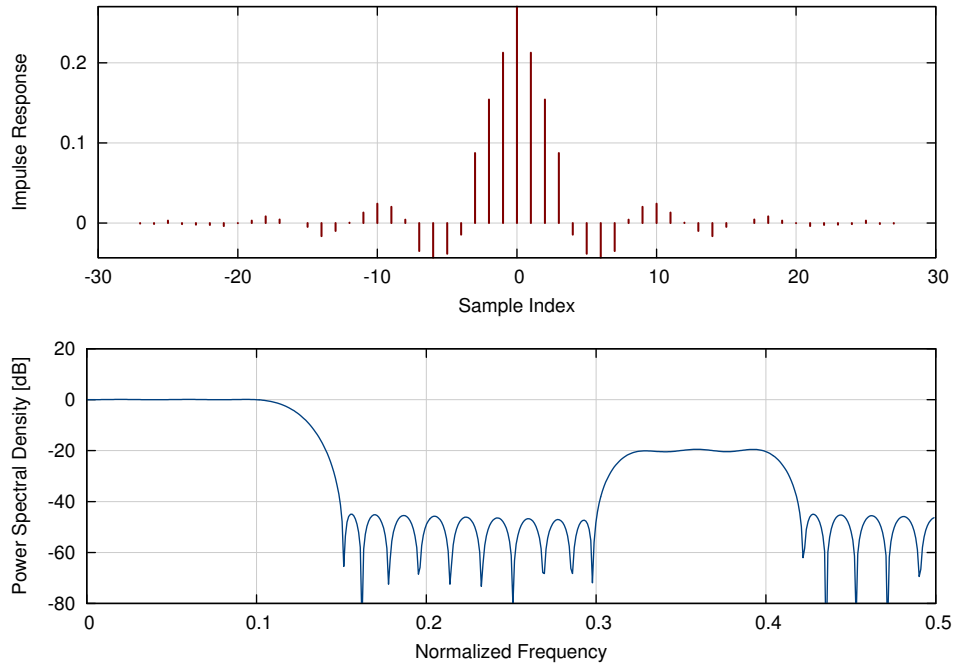 Impulse Response
0.2
0.1
0
-30 -20 -10 0 10 20 30
Sample Index
Power Spectral Density [dB]
20
0
-20
-40
-60
-80
0 0.1 0.2 0.3 0.4 0.5
Normalized Frequency